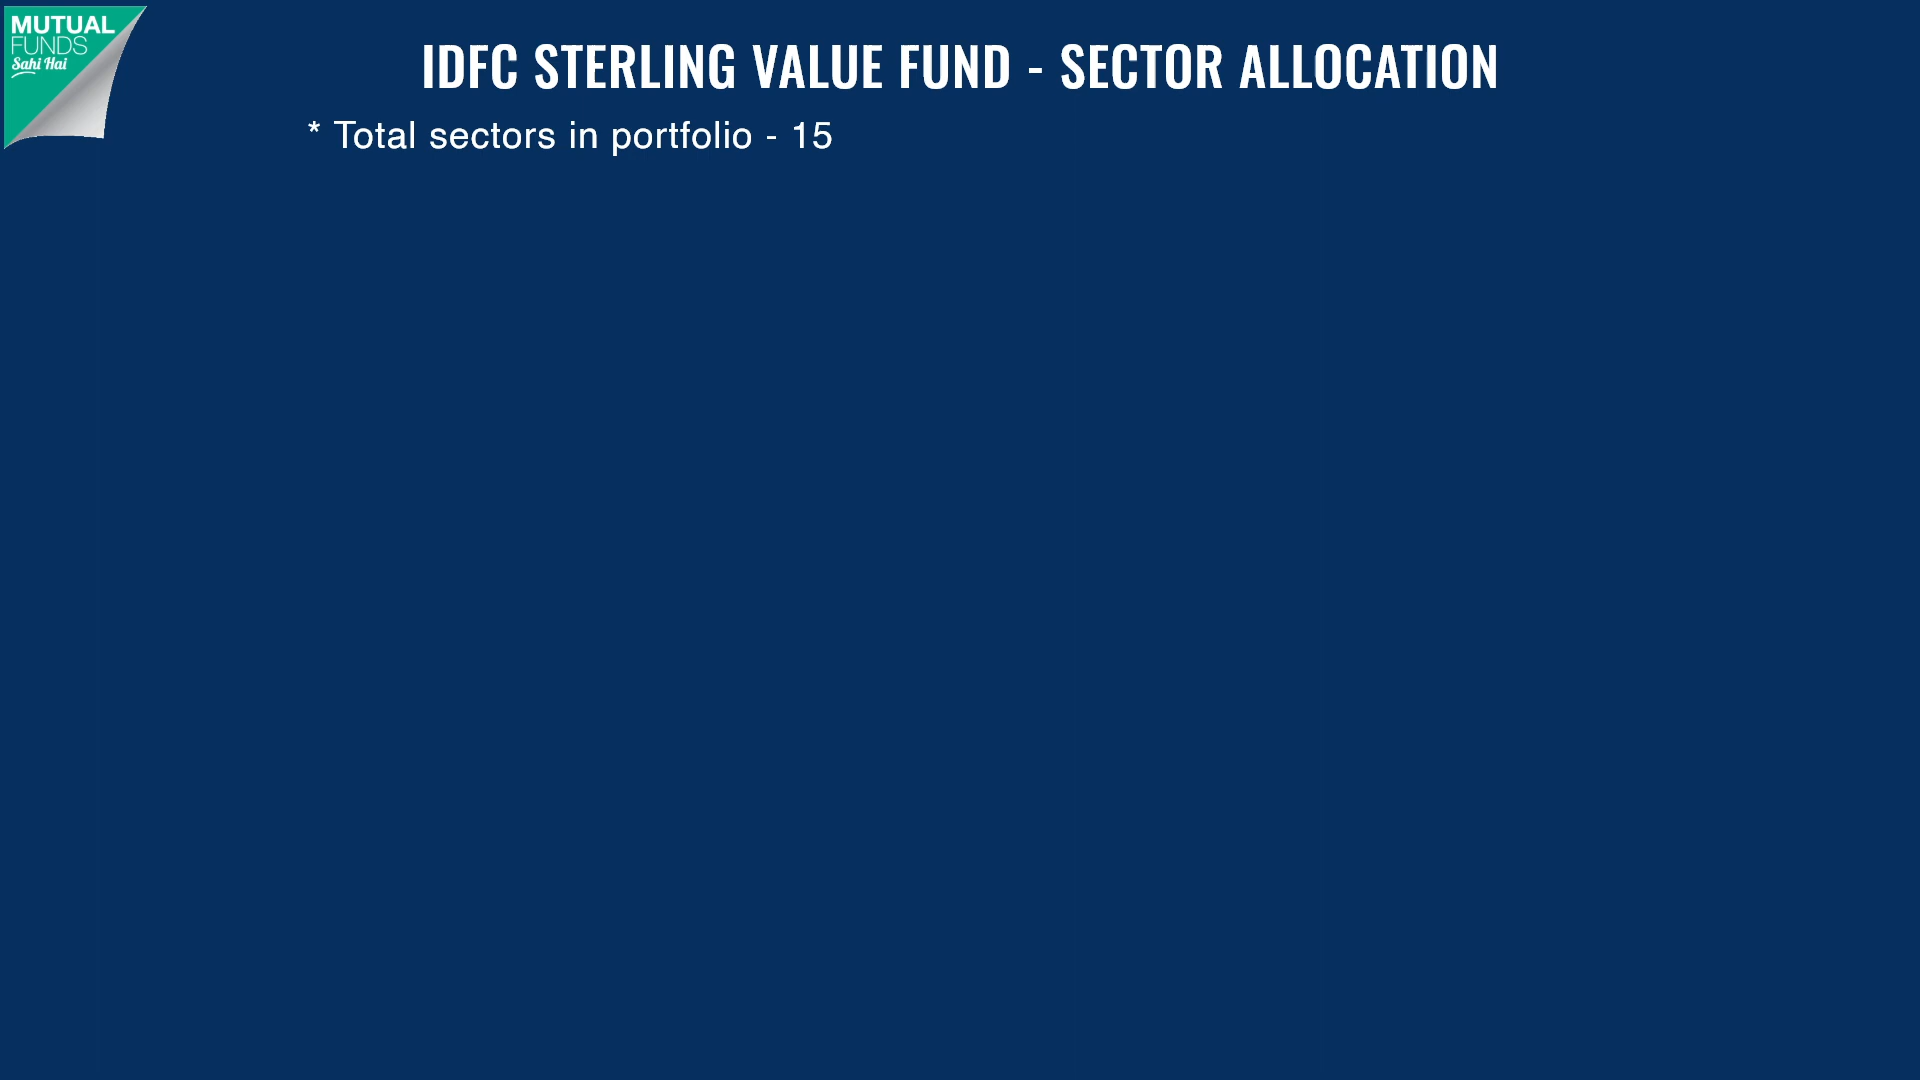 MUTUAL
FUNDS
Sahi Hai
IDFC STERLING VALUE FUND - SECTOR ALLOCATION
* Total sectors in portfolio - 15